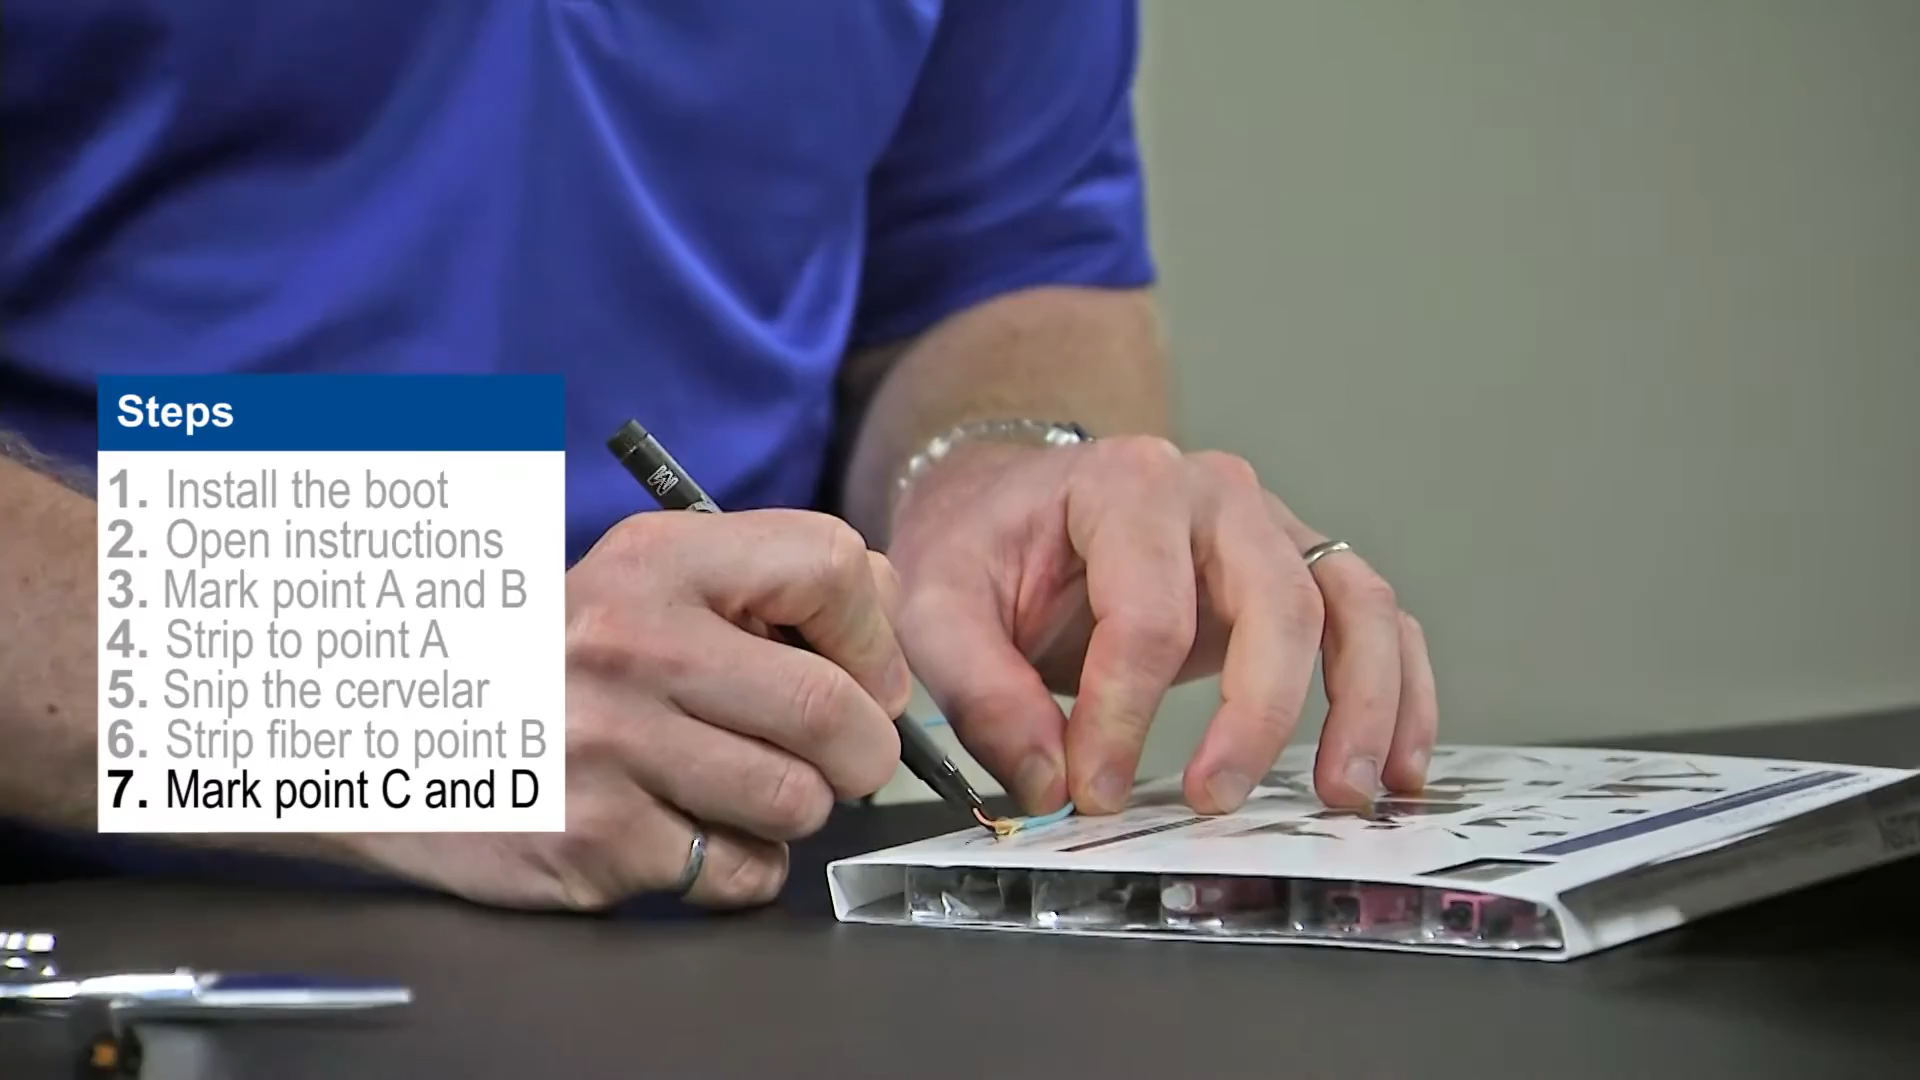 Steps
1. Install the boot
2. Open instructions
3. Mark point A and B
4. Strip to point A
5. Snip the cervelar
6. Strip fiber to point B
7. Mark point C and D